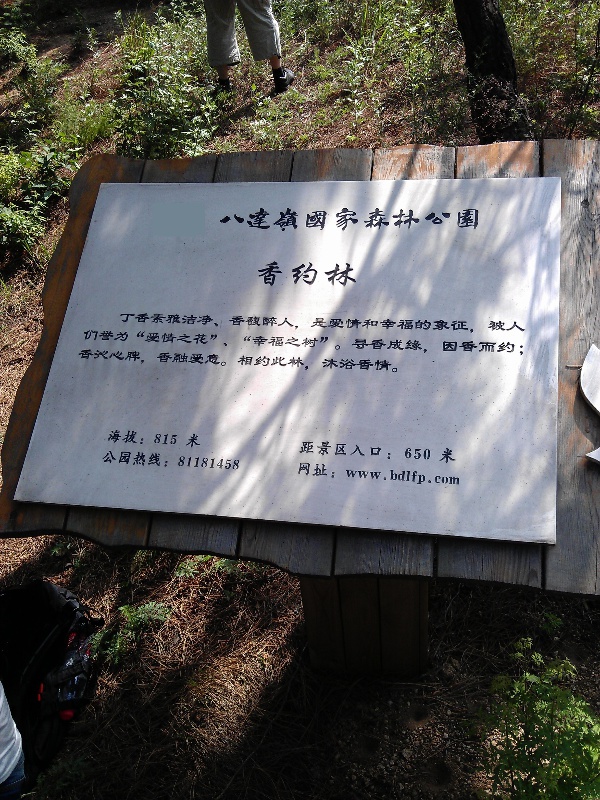 八達嶺國家森林公園
香约林
丁香素雅洁净、香馥醉人，是爱情和幸福的象征，被人
们誉为“爱情之花”、“幸福之树”。寻香成缘，因香而约；
香沁心脾，香融爱意。相约此林，沐浴香情。
海拔：815 米
距景区入口：650 米
公园热线：81181458
网址：www.bdlfp.com